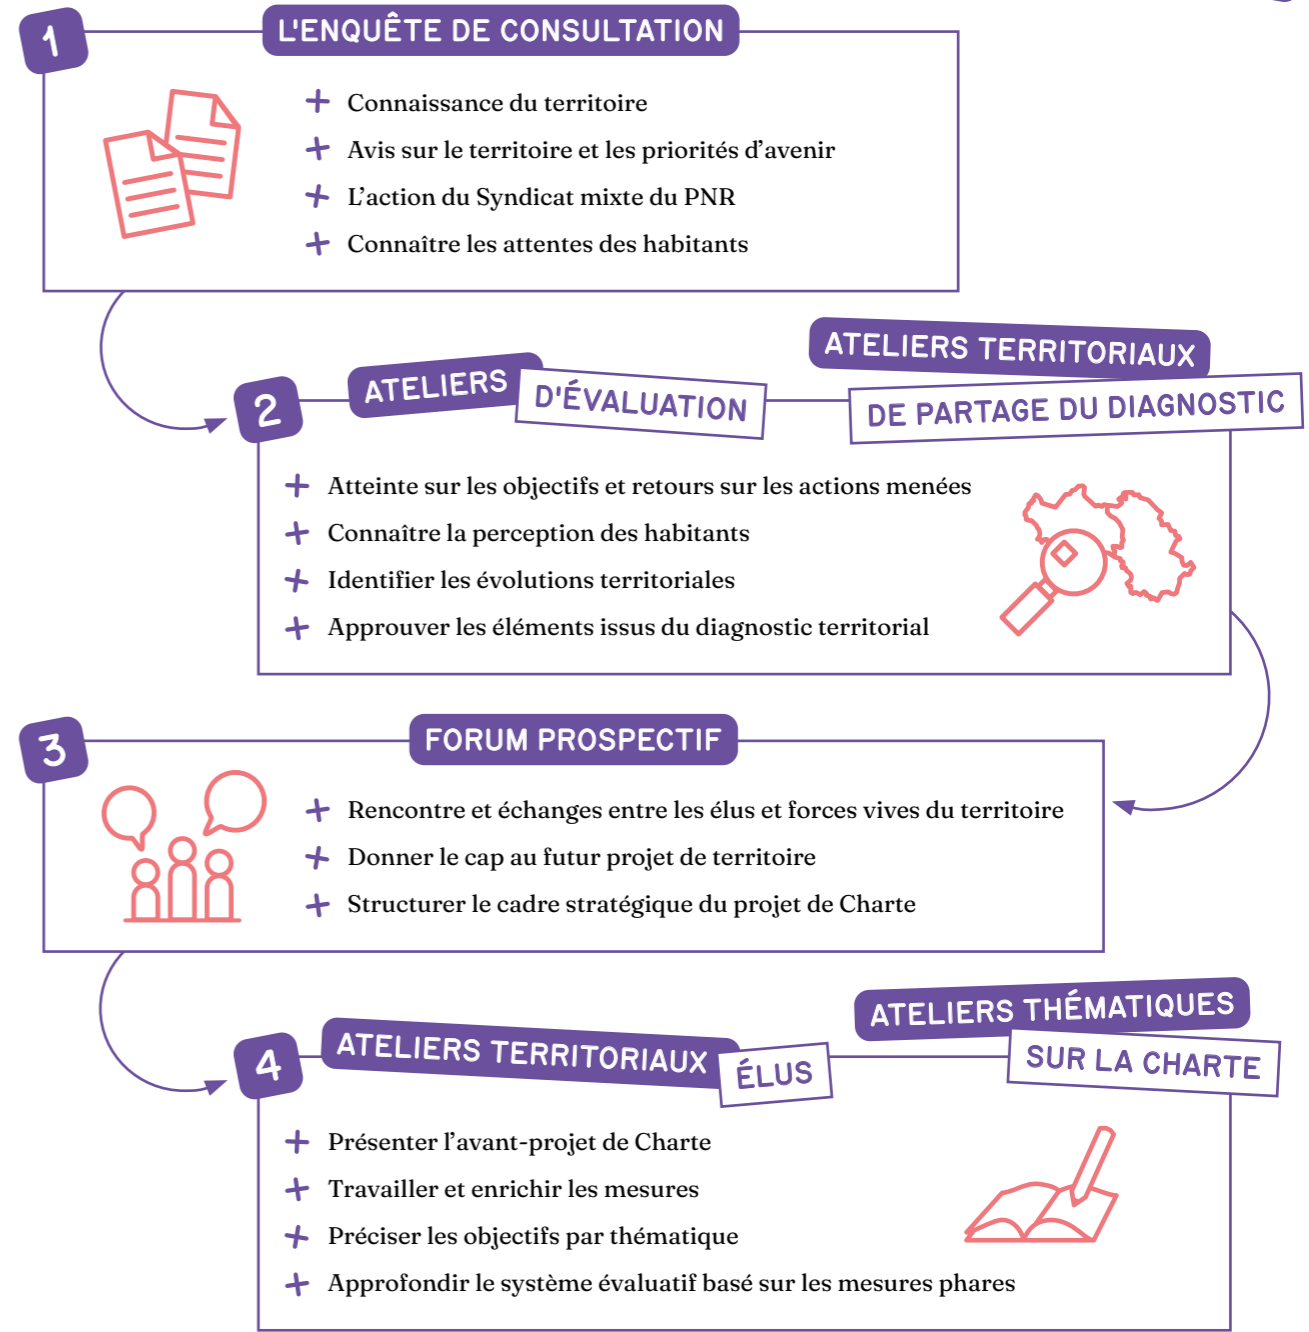 1
L'ENQUÊTE DE CONSULTATION
Connaissance du territoire
Avis sur le territoire et les priorités d’avenir
L’action du Syndicat mixte du PNR
Connaître les attentes des habitants
2
ATELIERS
D'ÉVALUATION
ATELIERS TERRITORIAUX
DE PARTAGE DU DIAGNOSTIC
Atteinte sur les objectifs et retours sur les actions menées
Connaître la perception des habitants
Identifier les évolutions territoriales
Approuver les éléments issus du diagnostic territorial
3
FORUM PROSPECTIF
Rencontre et échanges entre les élus et forces vives du territoire
Donner le cap au futur projet de territoire
Structurer le cadre stratégique du projet de Charte
4
ATELIERS TERRITORIAUX
ÉLUS
ATELIERS THÉMATIQUES
SUR LA CHARTE
Présenter l’avant-projet de Charte
Travailler et enrichir les mesures
Préciser les objectifs par thématique
Approfondir le système évaluatif basé sur les mesures phares